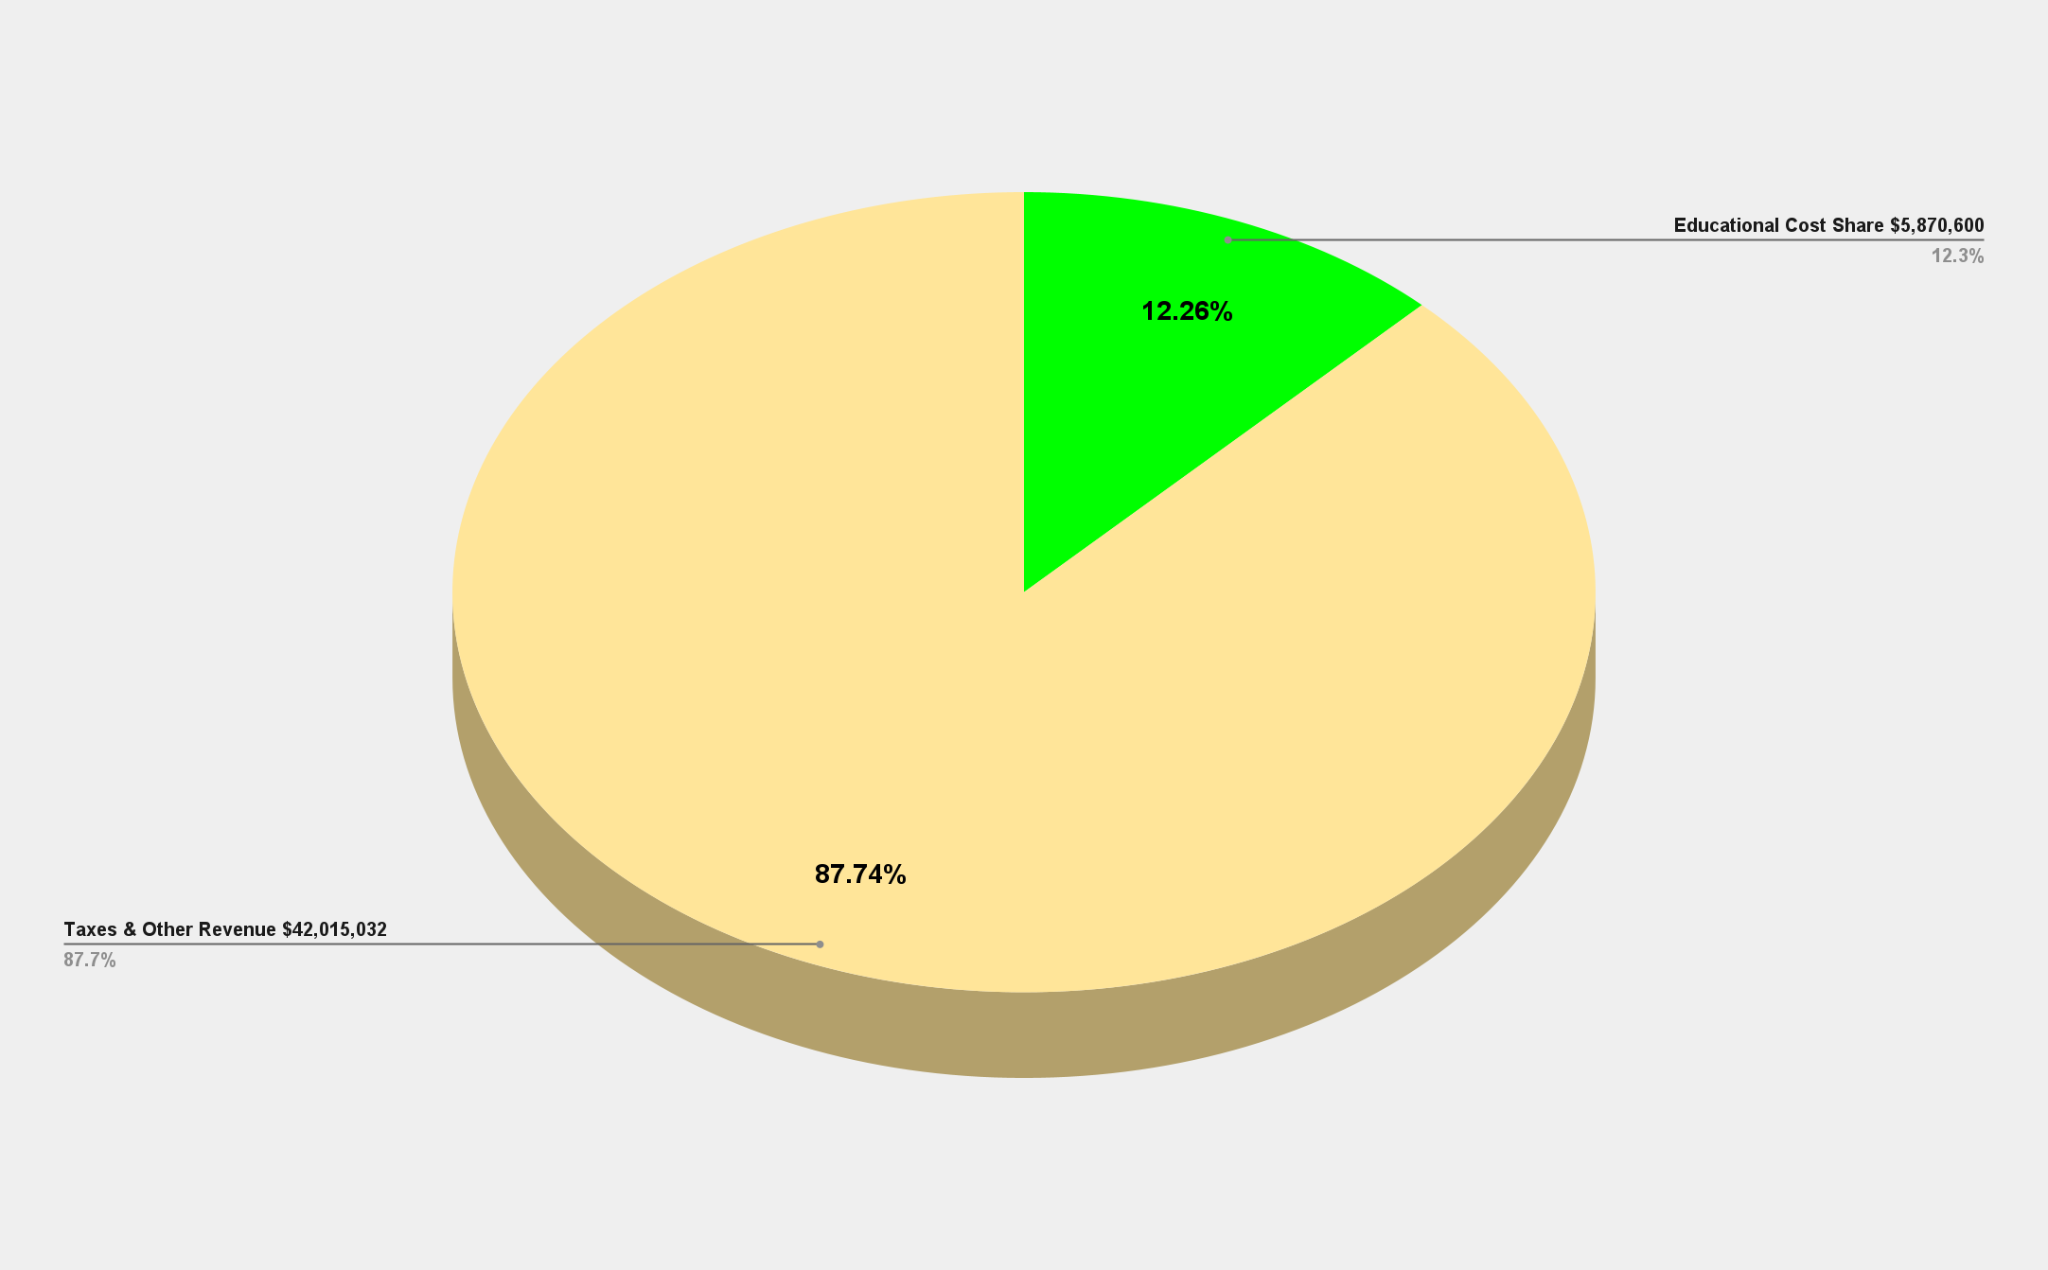 Educational Cost Share $5,870,600
12.3%
12.26%
87.74%
Taxes & Other Revenue $42,015,032
87.7%